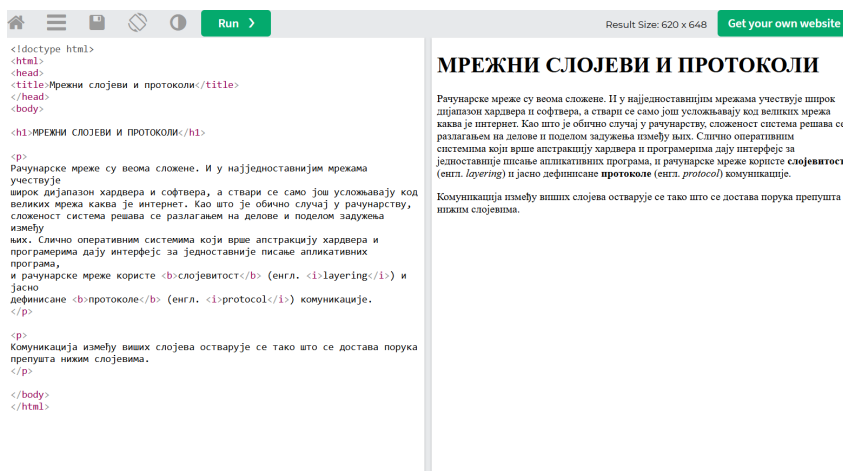 Run ❯
Result Size: 620 x 648
Get your own website
<!doctype html>
<html>
<head>
<title>Мрежни слојеви и протоколи</title>
</head>
<body>
<h1>МРЕЖНИ СЛОЈЕВИ И ПРОТОКОЛИ</h1>
<p>
Рачунарске мреже су веома сложене. И у најједноставнијим мрежама
учествује
широк дијапазон хардвера и софтвера, а ствари се само још усложњавају код
великих мрежа каква је интернет. Као што је обично случај у рачунарству,
сложеност система решава се разлагањем на делове и поделом задужења
између
њих. Слично оперативним системима који врше апстракцију хардвера и
програмерима дају интерфејс за једноставније писање апликативних
програма,
и рачунарске мреже користе <b>слојевитост</b> (енгл. <i>layering</i>) и
јасно
дефинисане <b>протоколе</b> (енгл. <i>protocol</i>) комуникације.
</p>
<p>
Комуникација између виших слојева остварује се тако што се достава порука
препушта нижим слојевима.
</p>
</body>
</html>
МРЕЖНИ СЛОЈЕВИ И ПРОТОКОЛИ
Рачунарске мреже су веома сложене. И у најједноставнијим мрежама учествује широк
дијапазон хардвера и софтвера, а ствари се само још усложњавају код великих мрежа
каква је интернет. Као што је обично случај у рачунарству, сложеност система решава се
разлагањем на делове и поделом задужења између њих. Слично оперативним
системима који врше апстракцију хардвера и програмерима дају интерфејс за
једноставније писање апликативних програма, и рачунарске мреже користе слојевитост
(енгл. layering) и јасно дефинисане протоколе (енгл. protocol) комуникације.
Комуникација између виших слојева остварује се тако што се достава порука препушта
нижим слојевима.